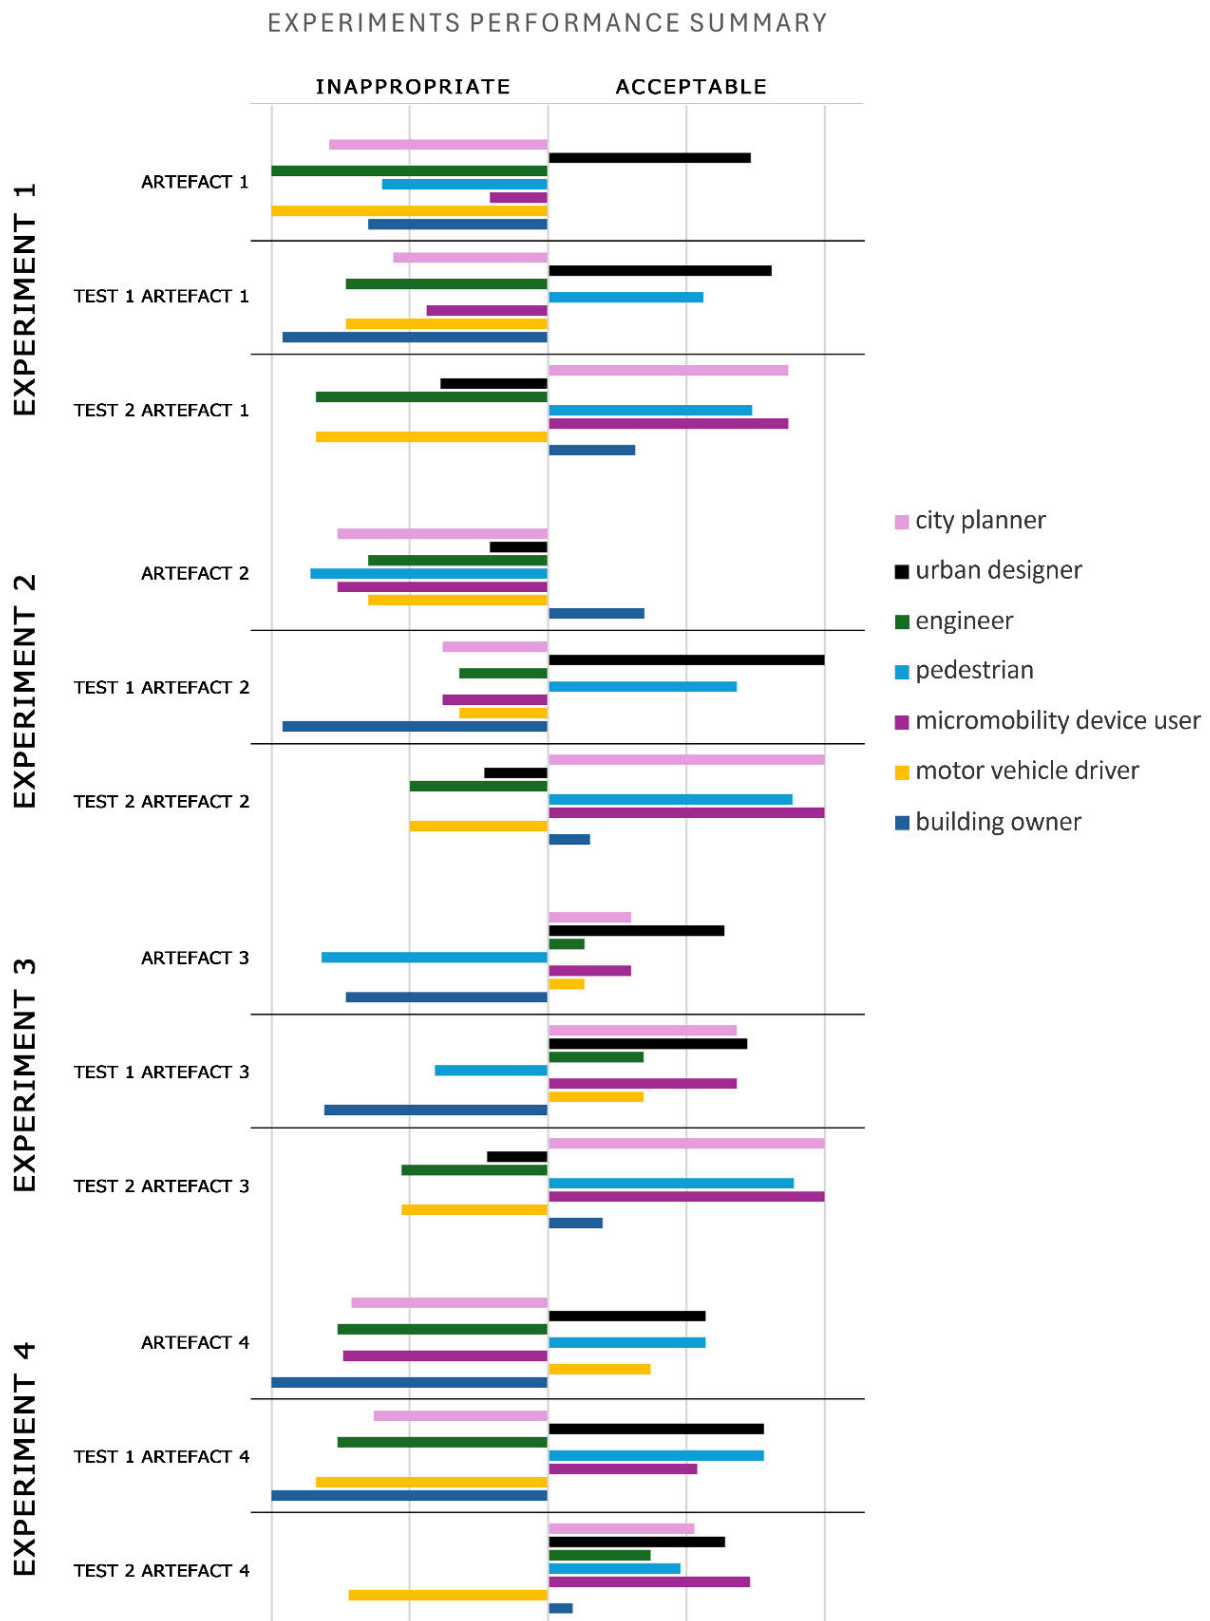 EXPERIMENTS PERFORMANCE SUMMARY
INAPPROPRIATE
ACCEPTABLE
EXPERIMENT 1
ARTEFACT 1
TEST 1 ARTEFACT 1
TEST 2 ARTEFACT 1
EXPERIMENT 2
ARTEFACT 2
TEST 1 ARTEFACT 2
TEST 2 ARTEFACT 2
EXPERIMENT 3
ARTEFACT 3
TEST 1 ARTEFACT 3
TEST 2 ARTEFACT 3
EXPERIMENT 4
ARTEFACT 4
TEST 1 ARTEFACT 4
TEST 2 ARTEFACT 4
city planner
urban designer
engineer
pedestrian
micromobility device user
motor vehicle driver
building owner